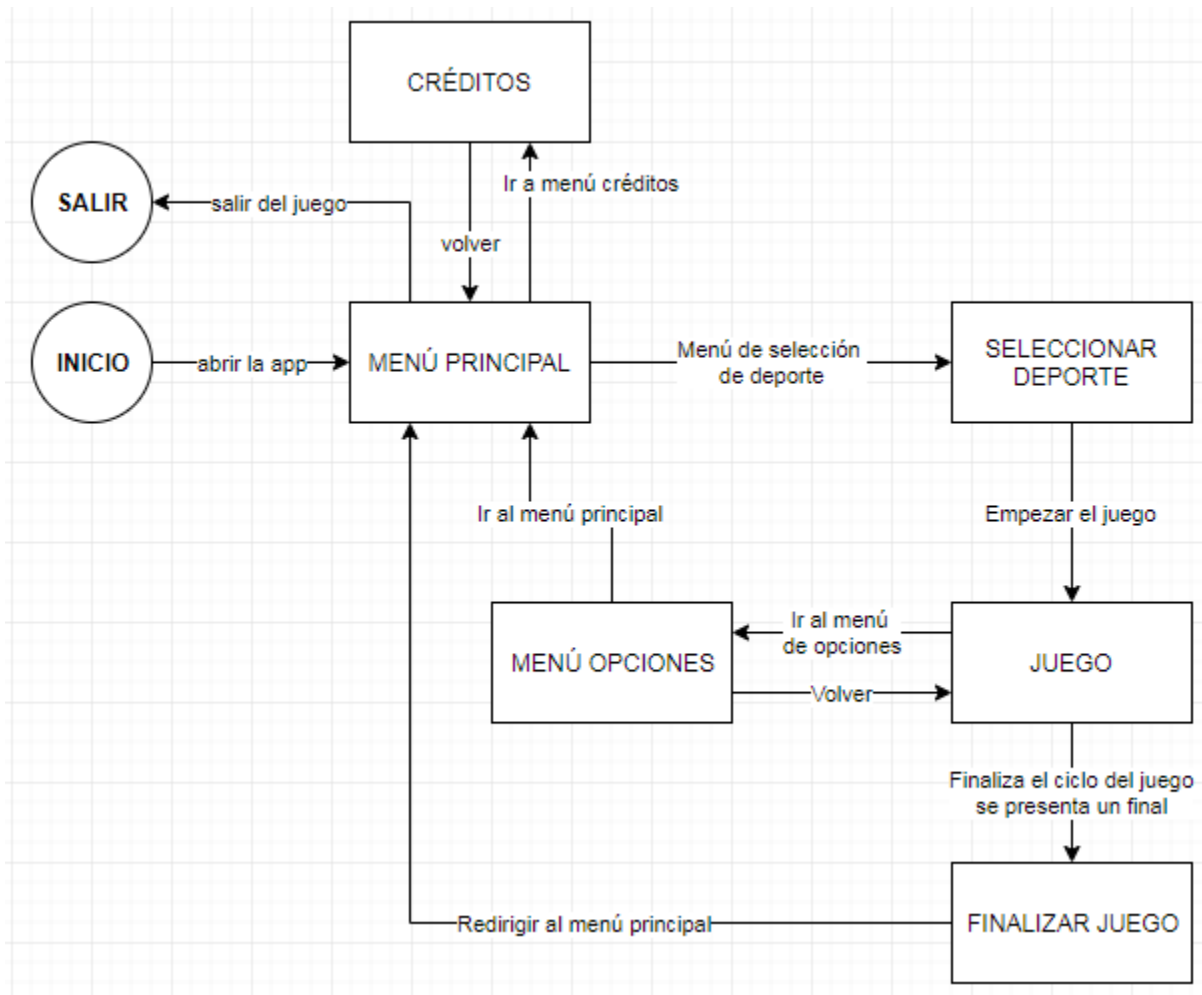 CRÉDITOS
Ir a menú créditos
SALIR
salir del juego
volver
INICIO
abrir la app
MENÚ PRINCIPAL
Menú de selección
de deporte
SELECCIONAR
DEPORTE
Ir al menú principal
Empezar el juego
MENÚ OPCIONES
Ir al menú
de opciones
Volver
JUEGO
Finaliza el ciclo del juego
se presenta un final
Redirigir al menú principal
FINALIZAR JUEGO